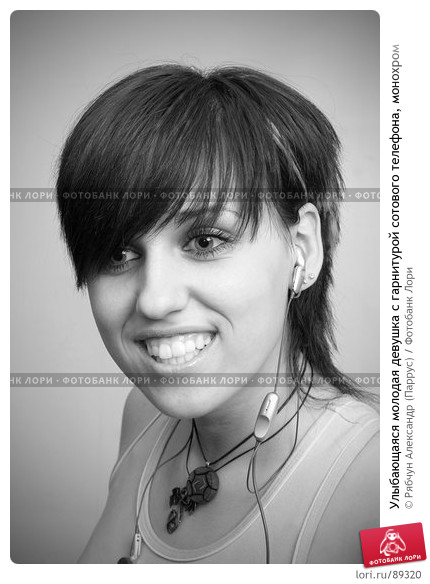 Улыбающаяся молодая девушка с гарнитурой сотового телефона, монохром
© Рябчун Александр (Паррус) / Фотобанк Лори
ФОТОБАНК ЛОРИ - ФОТОБАНК ЛОРИ - ФОТОБАНК ЛОРИ - ФОТОБАНК ЛОРИ
ФОТОБАНК ЛОРИ - ФОТОБАНК ЛОРИ - ФОТОБАНК ЛОРИ - ФОТОБАНК ЛОРИ
ФОТОБАНК ЛОРИ
lori.ru/89320